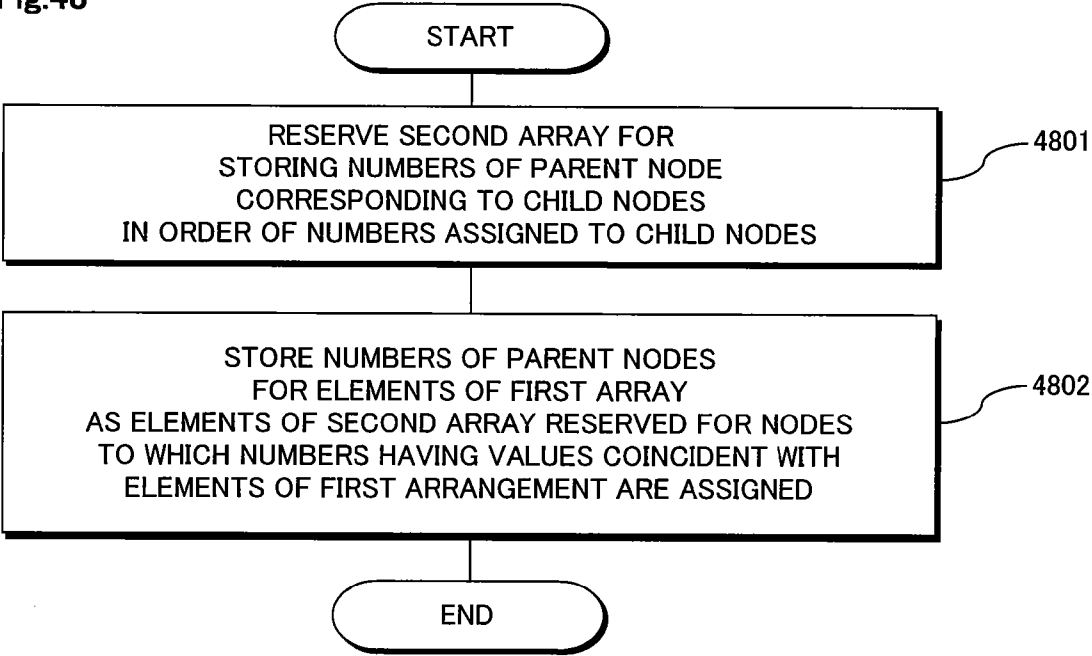 Fig.48
START
RESERVE SECOND ARRAY FOR
STORING NUMBERS OF PARENT NODE
CORRESPONDING TO CHILD NODES
IN ORDER OF NUMBERS ASSIGNED TO CHILD NODES
4801
STORE NUMBERS OF PARENT NODES
FOR ELEMENTS OF FIRST ARRAY
AS ELEMENTS OF SECOND ARRAY RESERVED FOR NODES
TO WHICH NUMBERS HAVING VALUES COINCIDENT WITH
ELEMENTS OF FIRST ARRANGEMENT ARE ASSIGNED
4802
END